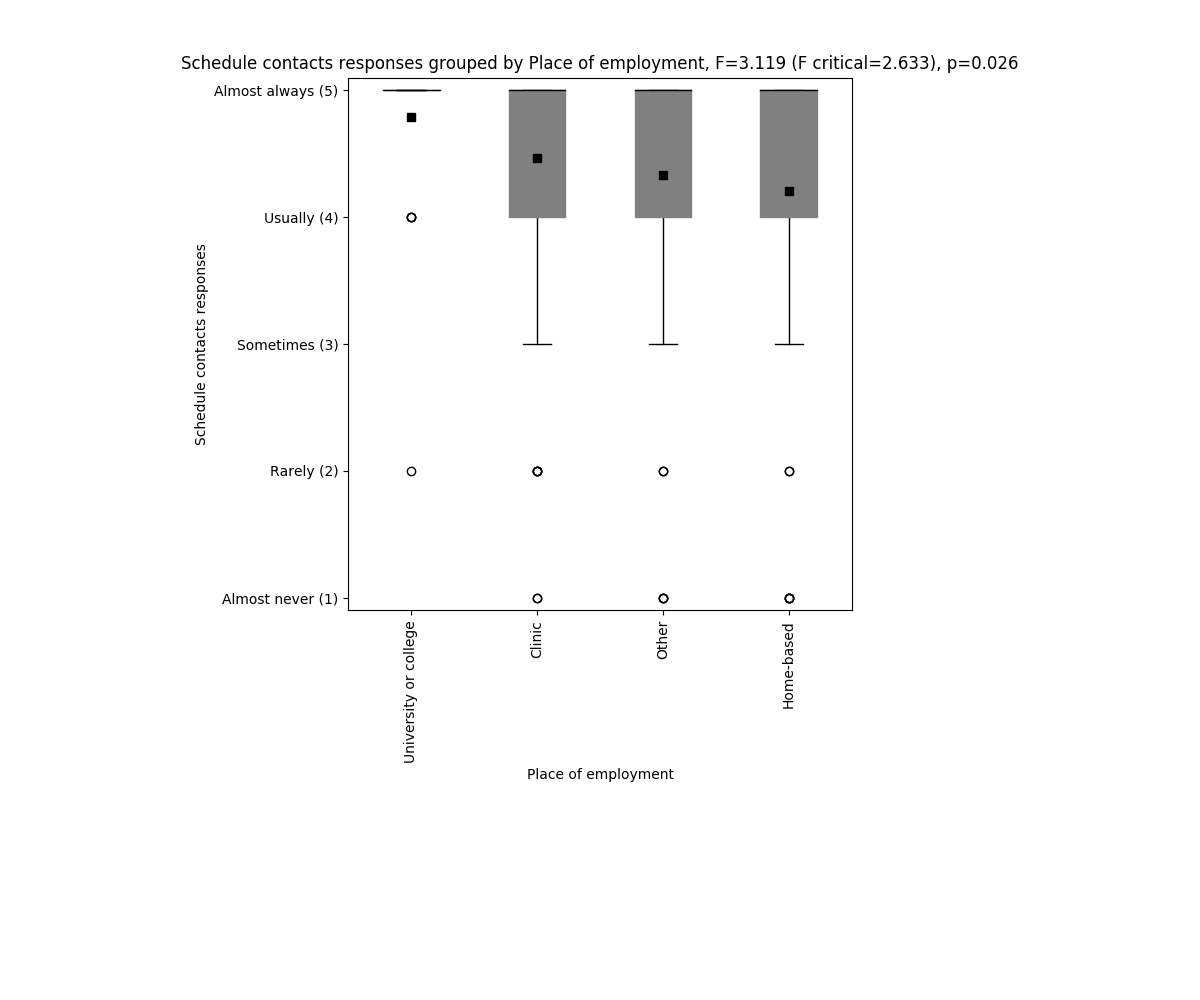 Schedule contacts responses grouped by Place of employment, F=3.119 (F critical=2.633), p=0.026
Almost always (5)
Usually (4)
Sometimes (3)
Rarely (2)
Almost never (1)
Schedule contacts responses
University or college
Clinic
Other
Home-based
Place of employment